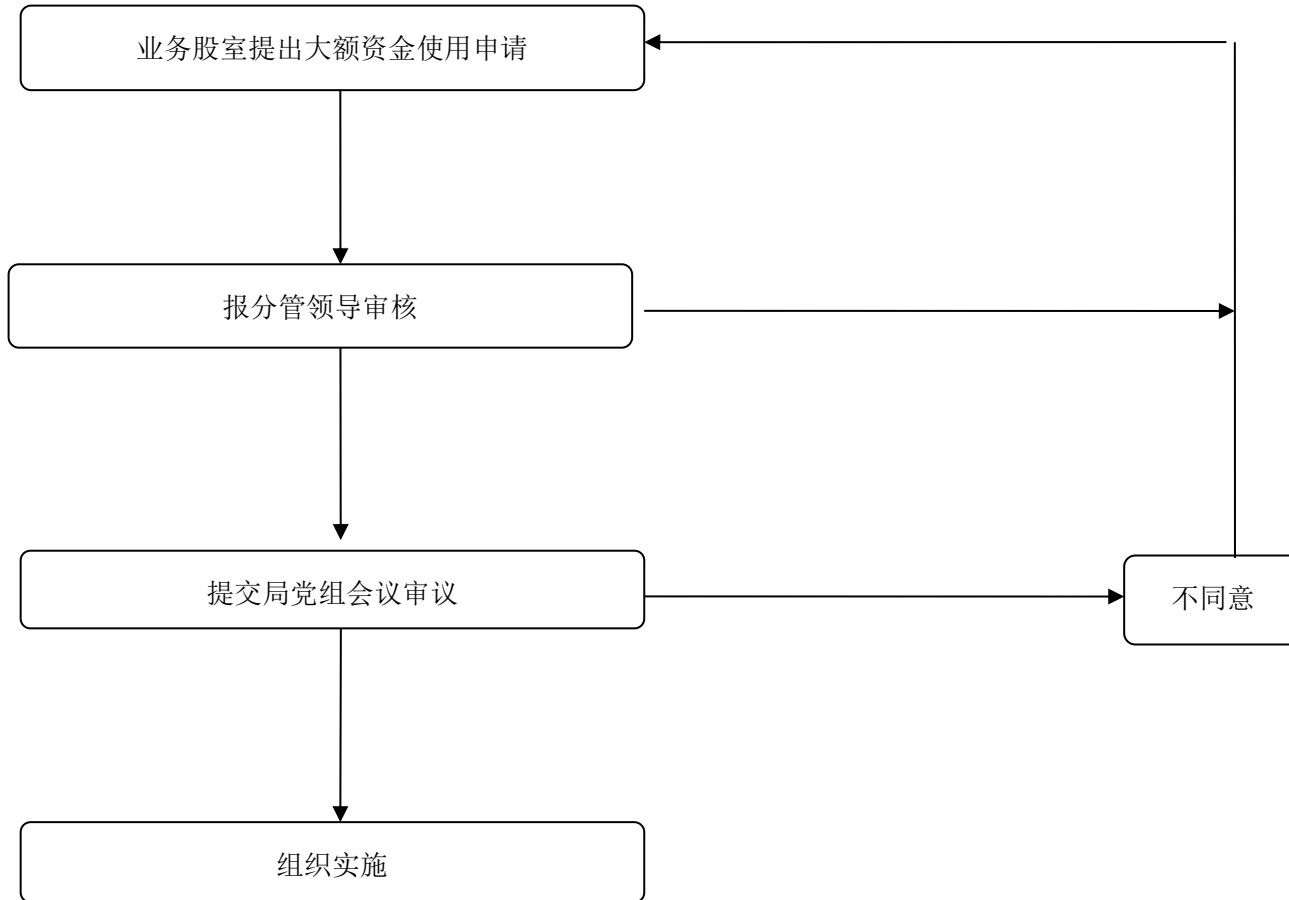 业务股室提出大额资金使用申请
报分管领导审核
提交局党组会议审议
不同意
组织实施